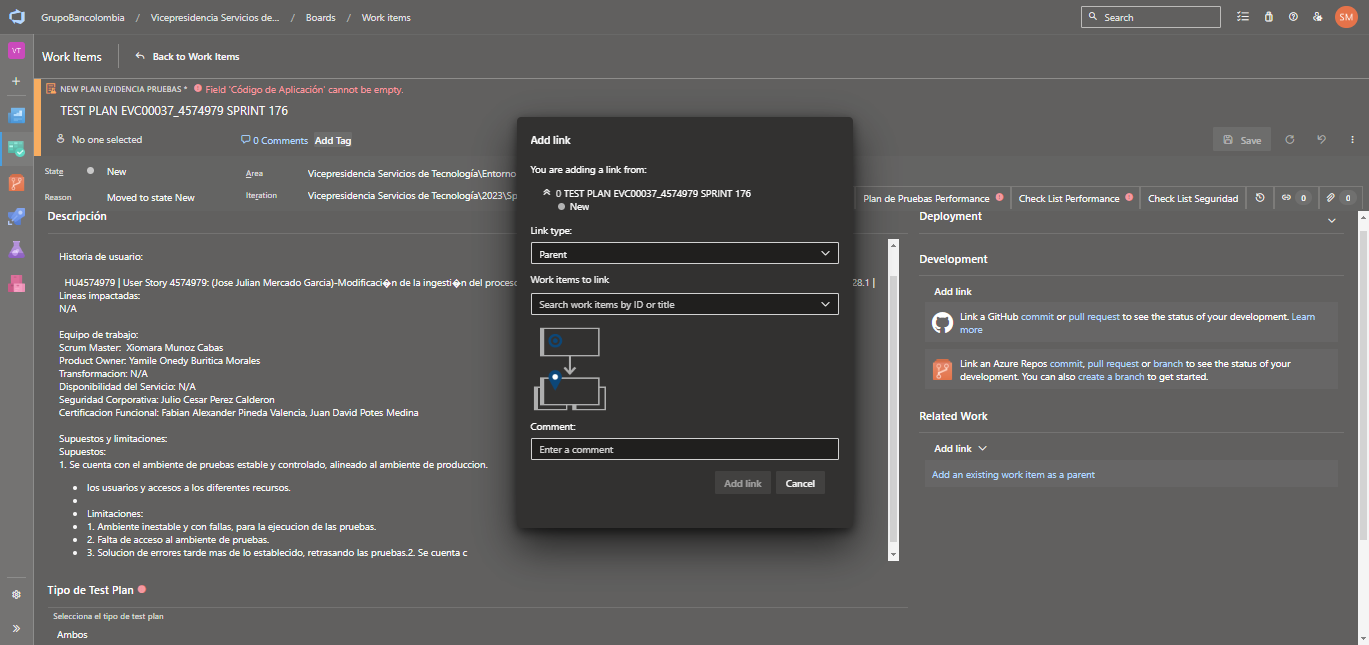 GrupoBancolombia / Vicepresidencia Servicios de... / Boards / Work items
Search
SM
VT
Work Items
Back to Work Items
NEW PLAN EVIDENCIA PRUEBAS * Field 'Código de Aplicación' cannot be empty.
TEST PLAN EVC00037_4574979 SPRINT 176
No one selected
0 Comments
Add Tag
Save
State
New
Area
Vicepresidencia Servicios de Tecnología\Entorno
Reason
Moved to state New
Iteration
Vicepresidencia Servicios de Tecnología\2023\Sp
Plan de Pruebas Performance
Check List Performance
Check List Seguridad
0
0
Descripción
Historia de usuario:
HU4574979 | User Story 4574979: (Jose Julian Mercado Garcia)-Modificaci�n de la ingesti�n del proceso
28.1 |
Lineas impactadas:
N/A
Equipo de trabajo:
Scrum Master: Xiomara Munoz Cabas
Product Owner: Yamile Onedy Buritica Morales
Transformacion: N/A
Disponibilidad del Servicio: N/A
Seguridad Corporativa: Julio Cesar Perez Calderon
Certificacion Funcional: Fabian Alexander Pineda Valencia, Juan David Potes Medina
Supuestos y limitaciones:
Supuestos:
1. Se cuenta con el ambiente de pruebas estable y controlado, alineado al ambiente de produccion.
los usuarios y accesos a los diferentes recursos.
Limitaciones:
1. Ambiente inestable y con fallas, para la ejecucion de las pruebas.
2. Falta de acceso al ambiente de pruebas.
3. Solucion de errores tarde mas de lo establecido, retrasando las pruebas.2. Se cuenta c
Tipo de Test Plan
Selecciona el tipo de test plan
Ambos
Add link
You are adding a link from:
0 TEST PLAN EVC00037_4574979 SPRINT 176
New
Link type:
Parent
Work items to link
Search work items by ID or title
Comment:
Enter a comment
Add link
Cancel
Deployment
Development
Add link
Link a GitHub commit or pull request to see the status of your development. Learn
more
Link an Azure Repos commit, pull request or branch to see the status of your
development. You can also create a branch to get started.
Related Work
Add link
Add an existing work item as a parent